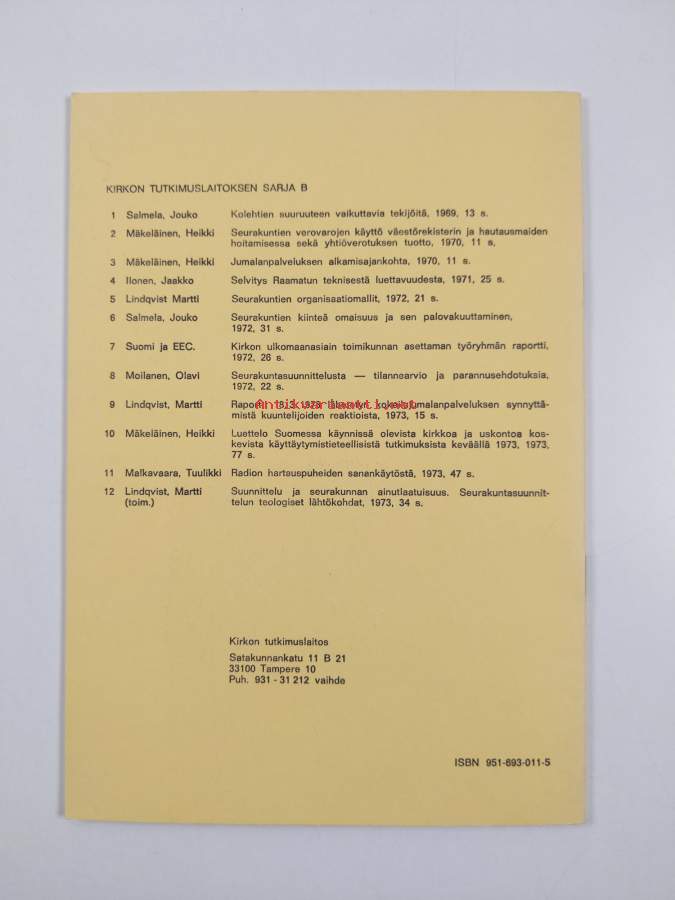 KIRKON TUTKIMUSLAITOKSEN SARJA B
1 Salmela, Jouko Kolehtien suuruuteen vaikuttavia tekijöitä, 1969, 13 s.
2 Mäkeläinen, Heikki Seurakuntien verovarojen käyttö väestörekisterin ja hautausmaiden
hoitamisessa sekä yhtiöverotuksen tuotto, 1970, 11 s.
3 Mäkeläinen, Heikki Jumalanpalveluksen alkamisajankohta, 1970, 11 s.
4 Ilonen, Jaakko Selvitys Raamatun teknisestä luettavuudesta, 1971, 25 s.
5 Lindqvist Martti Seurakuntien organisaatiomallit, 1972, 21 s.
6 Salmela, Jouko Seurakuntien kiinteä omaisuus ja sen palovakuuttaminen,
1972, 31 s.
7 Suomi ja EEC. Kirkon ulkomaanasiain toimikunnan asettaman työryhmän raportti,
1972, 26 s.
8 Moilanen, Olavi Seurakuntasuunnittelusta — tilannearvio ja parannusehdotuksia,
1972, 22 s.
9 Lindqvist, Martti Raportti jumalanpalveluksen synnyttä-
mistä kuuntelijoiden reaktioista, 1973, 15 s.
Antikvariaatti.net
10 Mäkeläinen, Heikki Luettelo Suomessa käynnissä olevista kirkkoa ja uskontoa kos-
kevista käyttäytymistieteellisistä tutkimuksista keväällä 1973, 1973,
77 s.
11 Malkavaara, Tuulikki Radion hartauspuheiden sanankäytöstä, 1973, 47 s.
12 Lindqvist, Martti Suunnittelu ja seurakunnan ainutlaatuisuus. Seurakuntasuunnit-
(toim.) telun teologiset lähtökohdat, 1973, 34 s.
Kirkon tutkimuslaitos
Satakunnankatu 11 B 21
33100 Tampere 10
Puh. 931 - 31 212 vaihde
ISBN 951-693-011-5